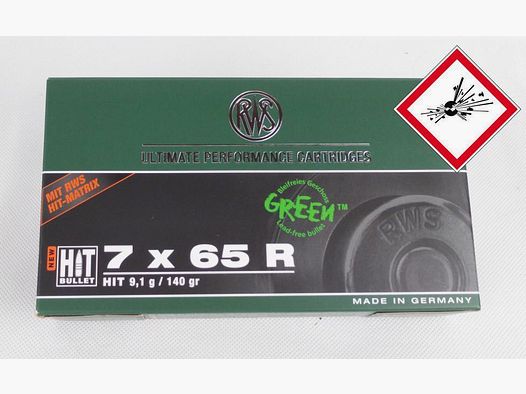 RWS
ULTIMATE PERFORMANCE CARTRIDGES
MIT RWS
HIT-MATRIX
Bleifreies Geschoss
GREEN™
Lead-free bullet
RWS
NEW
HIT
BULLET
7 x 65 R
HIT 9,1 g / 140 gr
MADE IN GERMANY